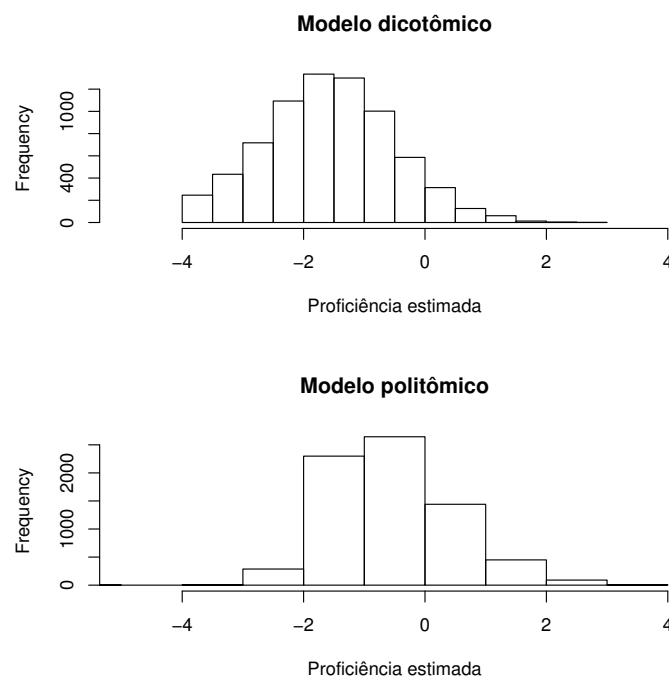 Modelo dicotômico
Frequency
0 400 1000
−4 −2 0 2 4
Proficiência estimada
Modelo politômico
Frequency
0 1000 2000
−4 −2 0 2 4
Proficiência estimada